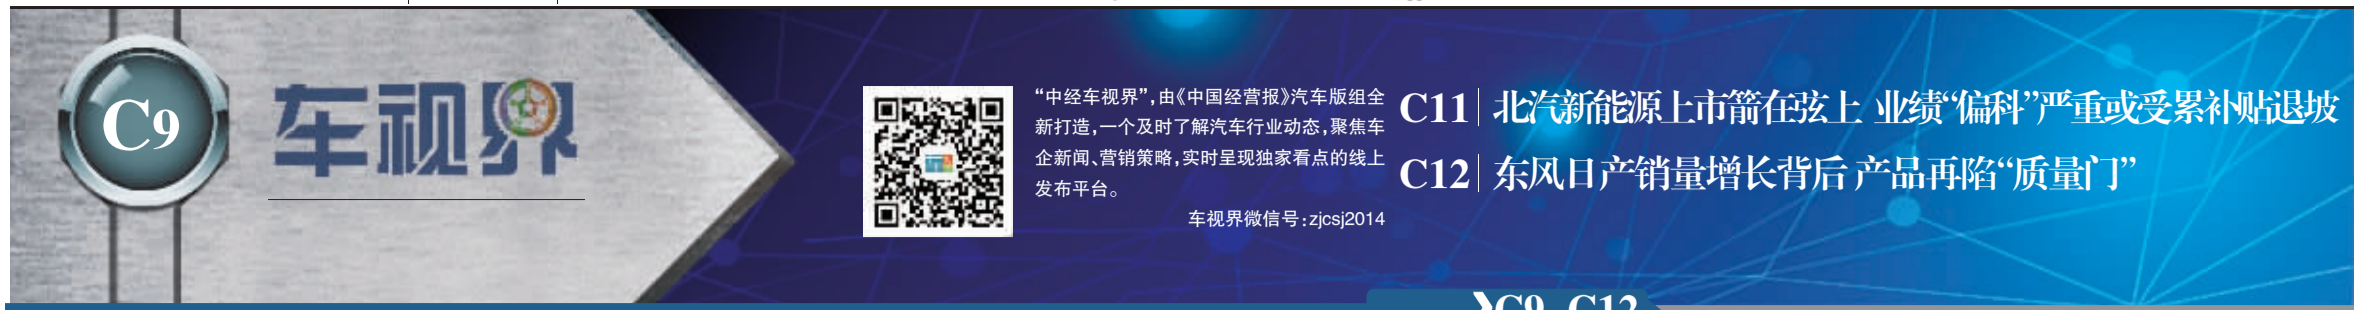 C9
车视界
“中经车视界”，由《中国经营报》汽车版组全
新打造，一个及时了解汽车行业动态，聚焦车
企新闻、营销策略，实时呈现独家看点的线上
发布平台。
车视界微信号：zjcsj2014
C11 北汽新能源上市箭在弦上 业绩“偏科”严重或受累补贴退坡
C12 东风日产销量增长背后 产品再陷“质量门”